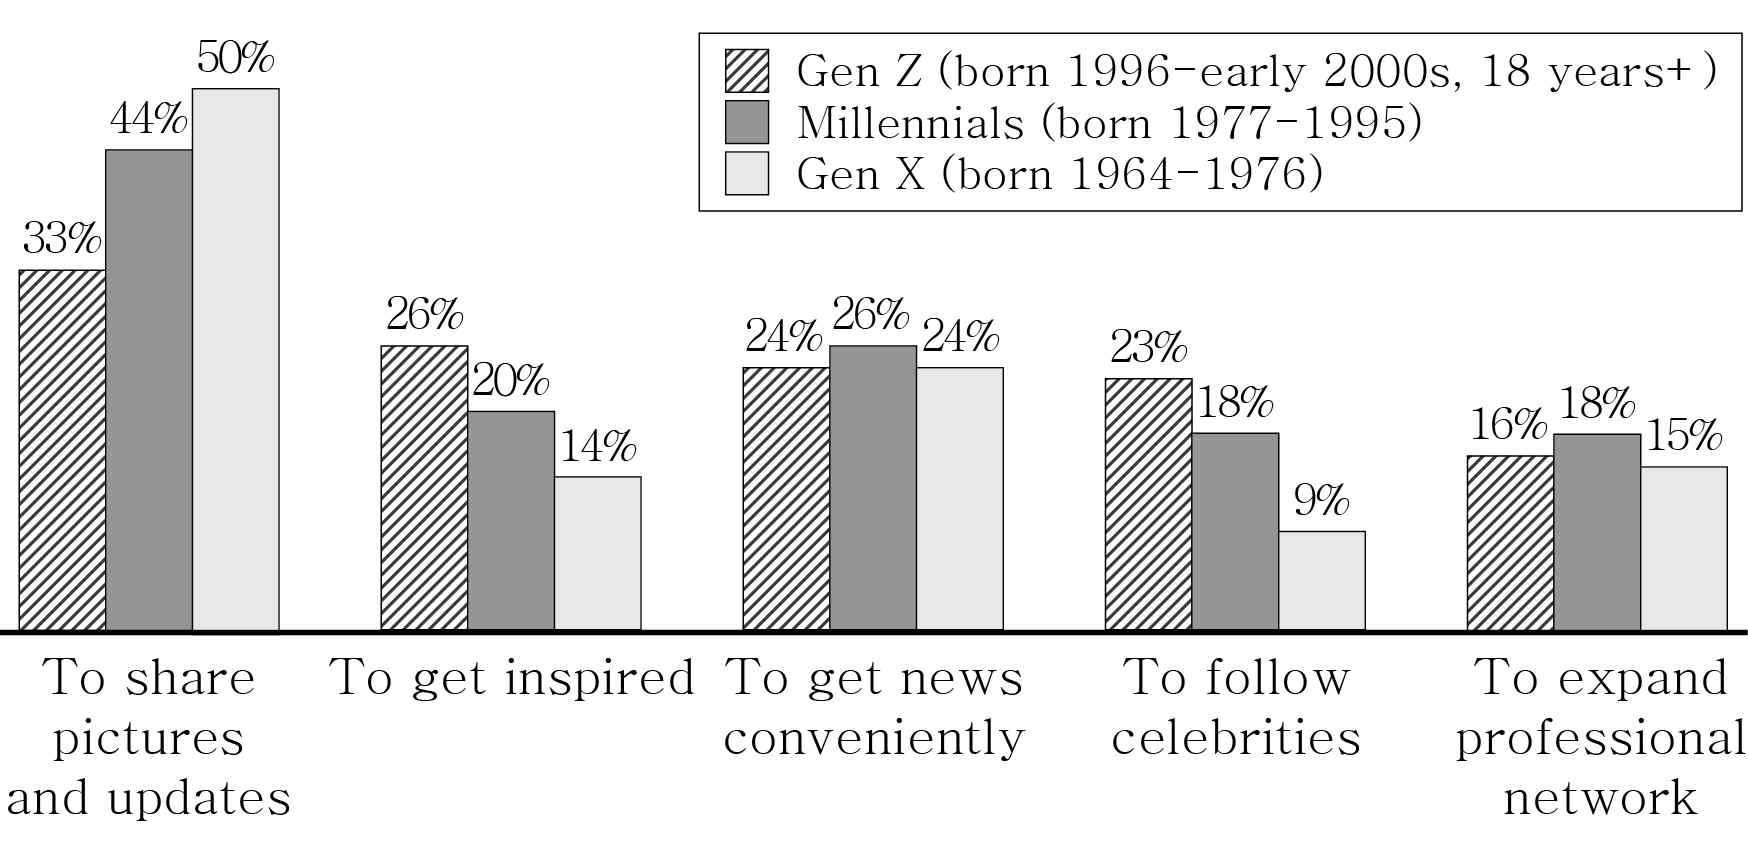 Gen Z (born 1996-early 2000s, 18 years+)
Millennials (born 1977-1995)
Gen X (born 1964-1976)
33% 44% 50%
26% 20% 14%
24% 26% 24%
23% 18% 9%
16% 18% 15%
To share
pictures
and updates
To get inspired
To get news
conveniently
To follow
celebrities
To expand
professional
network